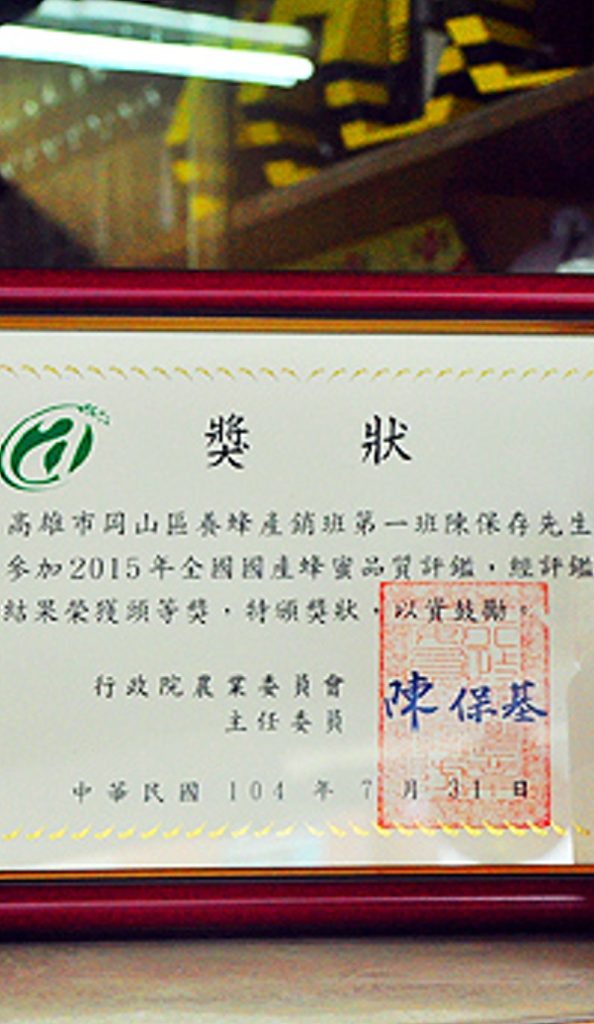 獎狀
高雄市岡山區養蜂產銷班第一班陳保存先生
參加2015年全國國產蜂蜜品質評鑑，經評鑑
結果榮獲頭等獎，特頒獎狀，以資鼓勵。
行政院農業委員會
主任委員
陳保基
中華民國 104 年 7 月 31 日